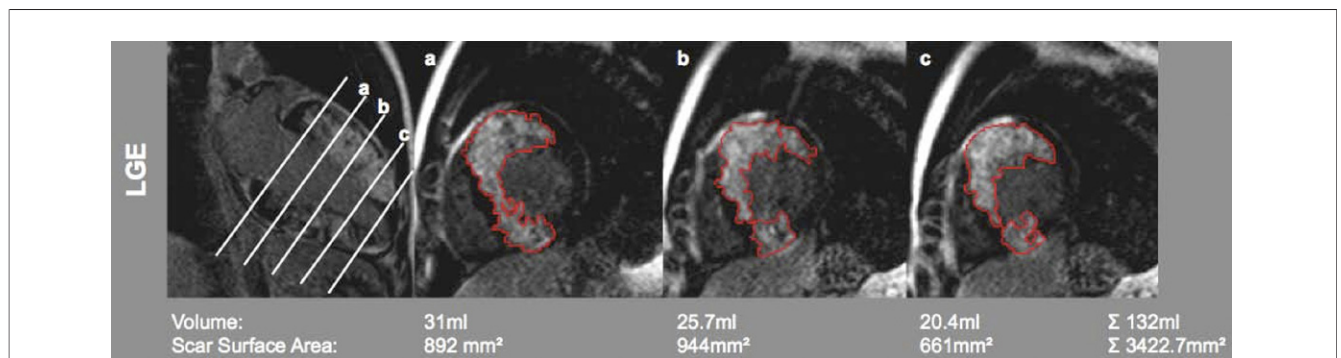 LGE
a
b
c
a
b
c
Volume: 31ml 25.7ml 20.4ml Σ 132ml
Scar Surface Area: 892 mm² 944mm² 661mm² Σ 3422.7mm²